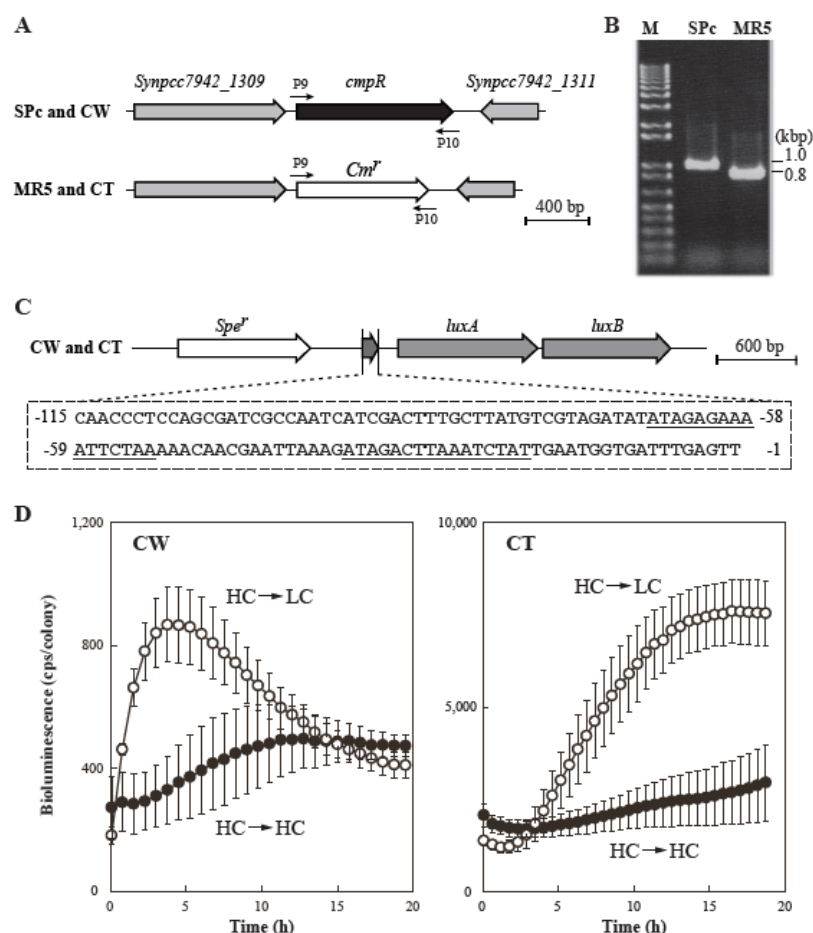 A
Synpcc7942_1309
P9
cmpR
Synpcc7942_1311
SPc and CW
P10
P9
Cmr
MR5 and CT
P10
400 bp
B
M SPc MR5
(kbp)
1.0
0.8
C
Sper
luxA
luxB
CW and CT
600 bp
-115 CAACCCTCCAGCGATCGCCAATCATCGACTTTGCTTATGTCGTAGATATATAGAGAAA -58
-59 ATTCTAAAAACAACGAATTAAAGATAGACTTAAATCTATTGAATGGTGATTTGAGTT -1
D
Bioluminescence (cps/colony)
1,200
800
400
0
CW
HC→LC
HC→HC
0 5 10 15 20
Time (h)
10,000
5,000
0
CT
HC→LC
HC→HC
0 5 10 15 20
Time (h)